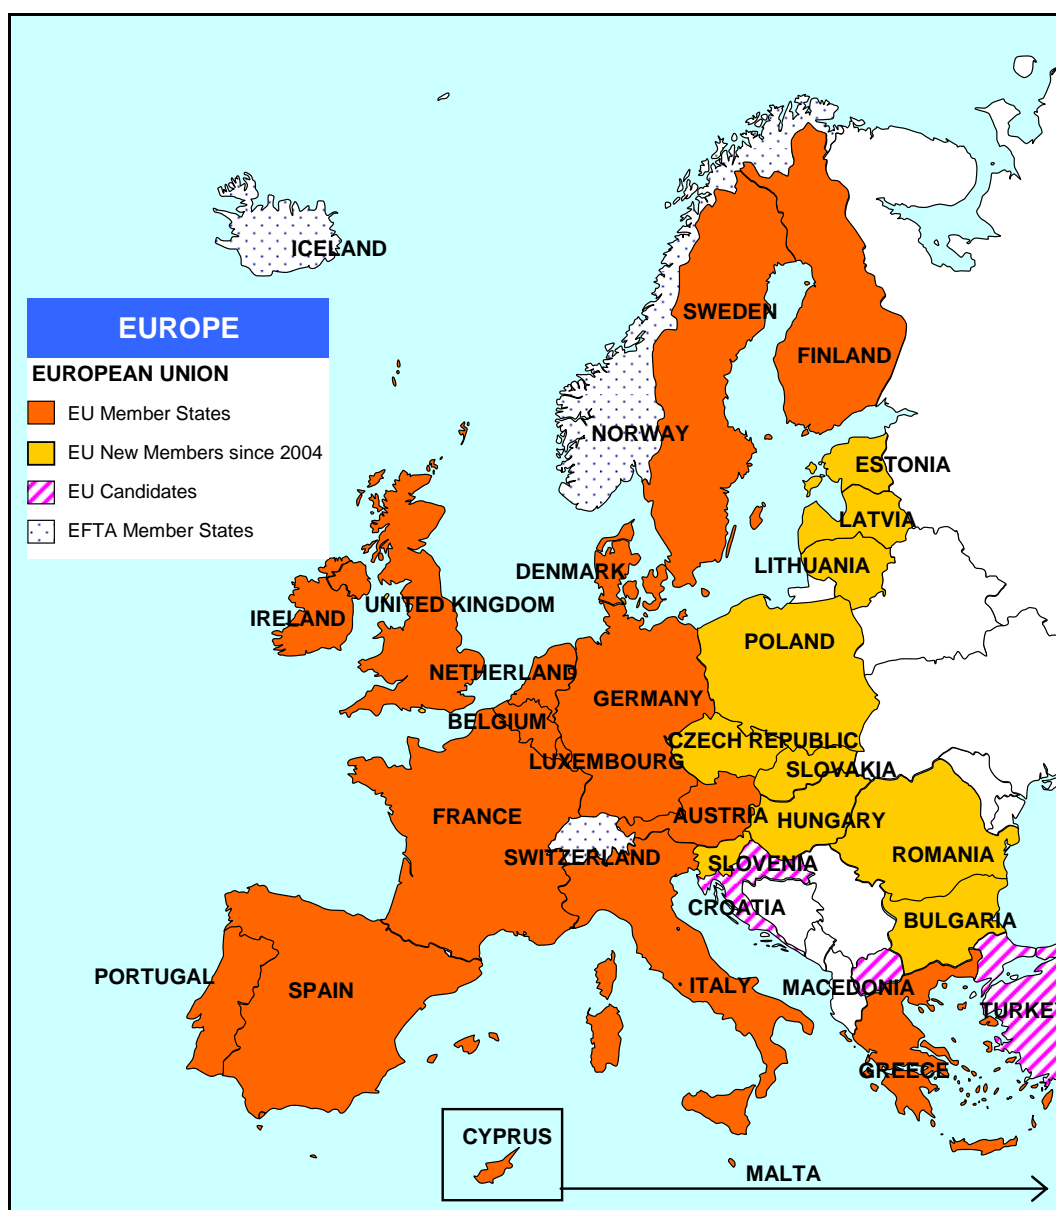 ICELAND
EUROPE
EUROPEAN UNION
EU Member States
EU New Members since 2004
EU Candidates
EFTA Member States
SWEDEN
FINLAND
NORWAY
ESTONIA
LATVIA
LITHUANIA
DENMARK
UNITED KINGDOM
IRELAND
POLAND
NETHERLAND
GERMANY
BELGIUM
CZECH REPUBLIC
LUXEMBOURG
SLOVAKIA
FRANCE
AUSTRIA
HUNGARY
SWITZERLAND
SLOVENIA
ROMANIA
CROATIA
BULGARIA
PORTUGAL
SPAIN
ITALY
MACEDONIA
TURKEY
GREECE
CYPRUS
MALTA